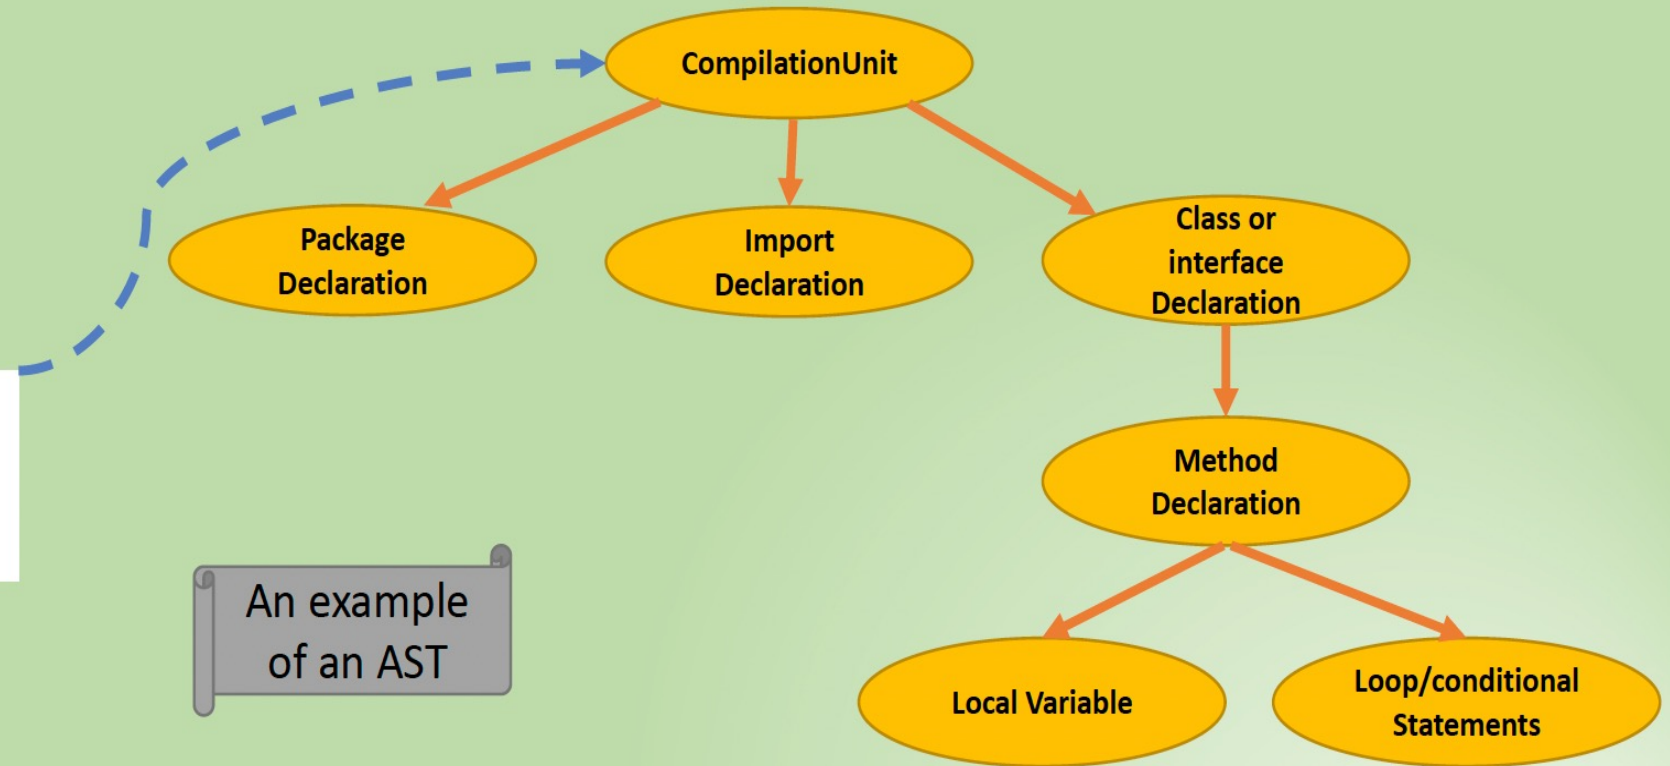 CompilationUnit
Package
Declaration
Import
Declaration
Class or
interface
Declaration
Method
Declaration
An example
of an AST
Local Variable
Loop/conditional
Statements